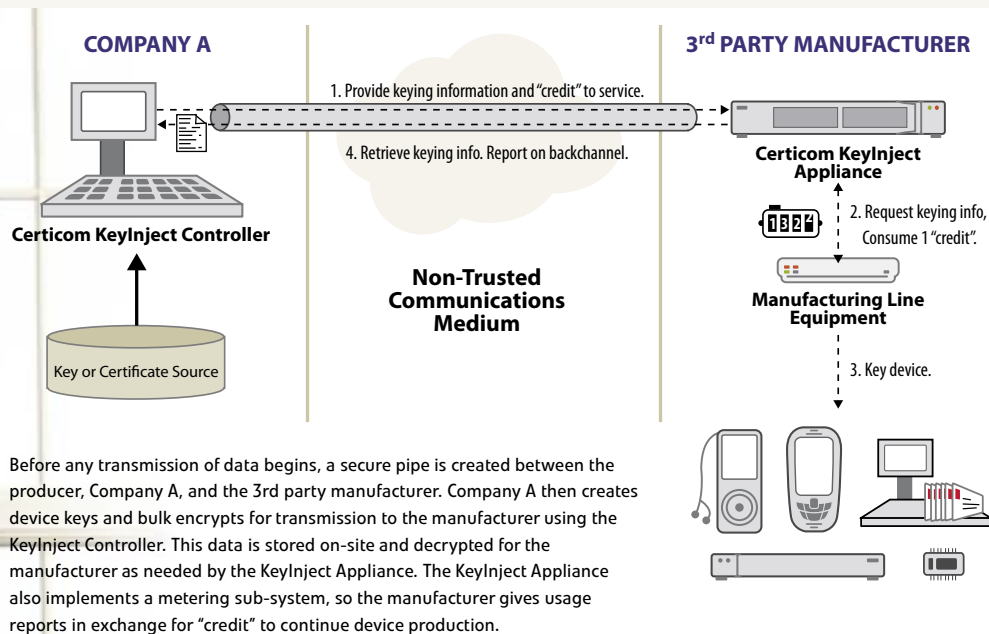 COMPANY A
3rd PARTY MANUFACTURER
1. Provide keying information and “credit” to service.
4. Retrieve keying info. Report on backchannel.
Certicom KeyInject
Appliance
2. Request keying info,
Consume 1 “credit”.
Certicom KeyInject Controller
Non-Trusted
Communications
Medium
Manufacturing Line
Equipment
Key or Certificate Source
3. Key device.
Before any transmission of data begins, a secure pipe is created between the
producer, Company A, and the 3rd party manufacturer. Company A then creates
device keys and bulk encrypts for transmission to the manufacturer using the
KeyInject Controller. This data is stored on-site and decrypted for the
manufacturer as needed by the KeyInject Appliance. The KeyInject Appliance
also implements a metering sub-system, so the manufacturer gives usage
reports in exchange for “credit” to continue device production.